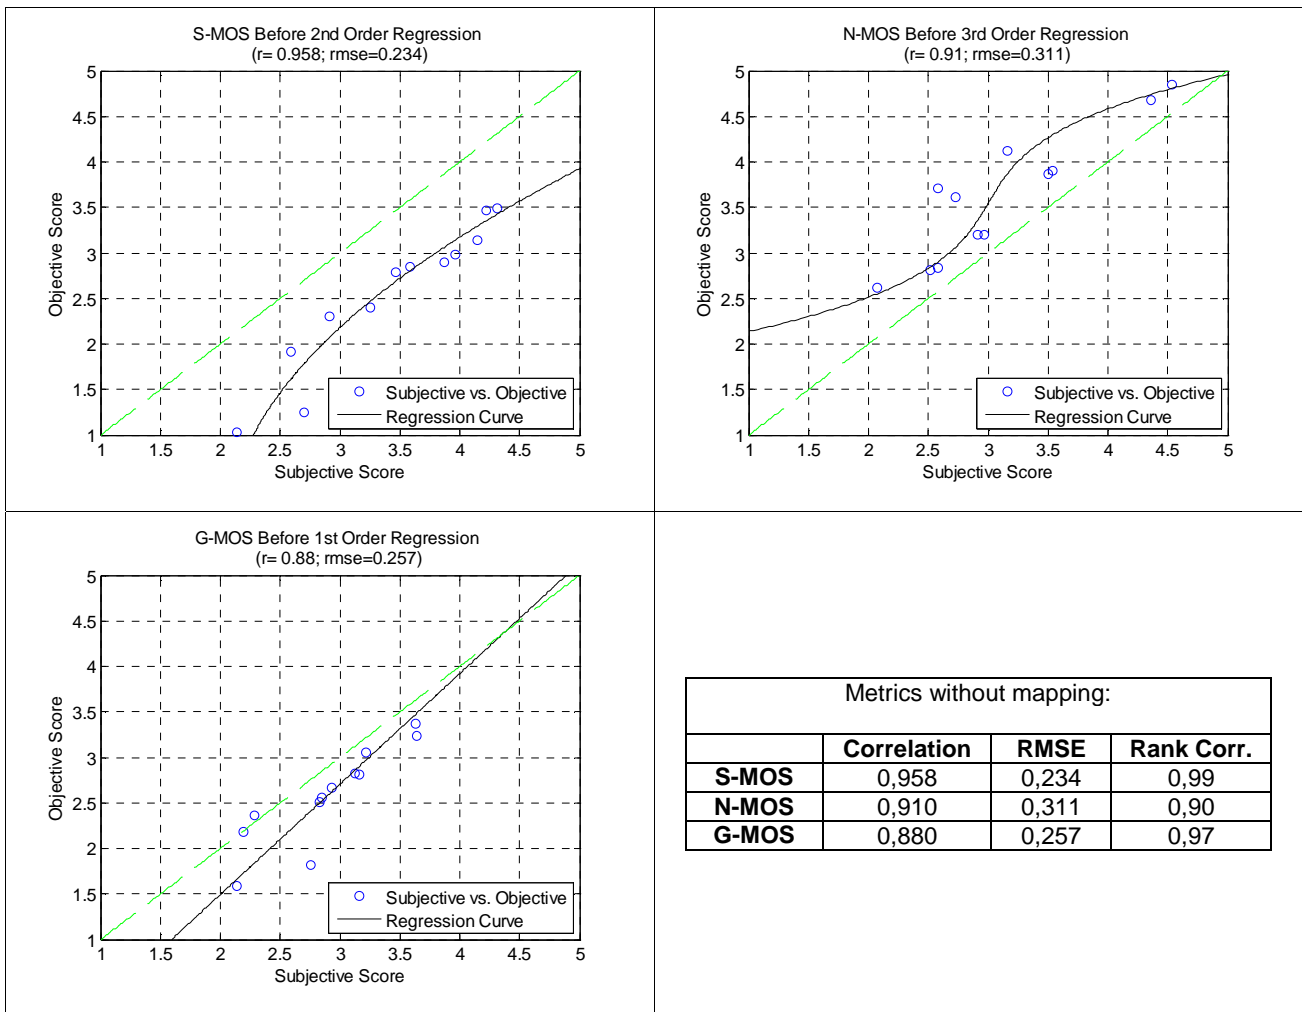 S-MOS Before 2nd Order Regression
(r= 0.958; rmse=0.234)
5
4.5
4
3.5
3
2.5
2
1.5
1
Objective Score
Subjective vs. Objective
Regression Curve
1 1.5 2 2.5 3 3.5 4 4.5 5
Subjective Score
N-MOS Before 3rd Order Regression
(r= 0.91; rmse=0.311)
5
4.5
4
3.5
3
2.5
2
1.5
1
Objective Score
Subjective vs. Objective
Regression Curve
1 1.5 2 2.5 3 3.5 4 4.5 5
Subjective Score
G-MOS Before 1st Order Regression
(r= 0.88; rmse=0.257)
5
4.5
4
3.5
3
2.5
2
1.5
1
Objective Score
Subjective vs. Objective
Regression Curve
1 1.5 2 2.5 3 3.5 4 4.5 5
Subjective Score
Metrics without mapping:
Correlation RMSE Rank Corr.
S-MOS 0,958 0,234 0,99
N-MOS 0,910 0,311 0,90
G-MOS 0,880 0,257 0,97